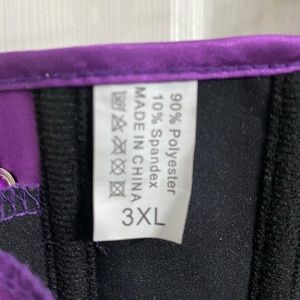 90% Polyester
10% Spandex
MADE IN CHINA
3XL